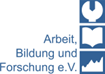 Arbeit,
Bildung und
Forschung e.V.